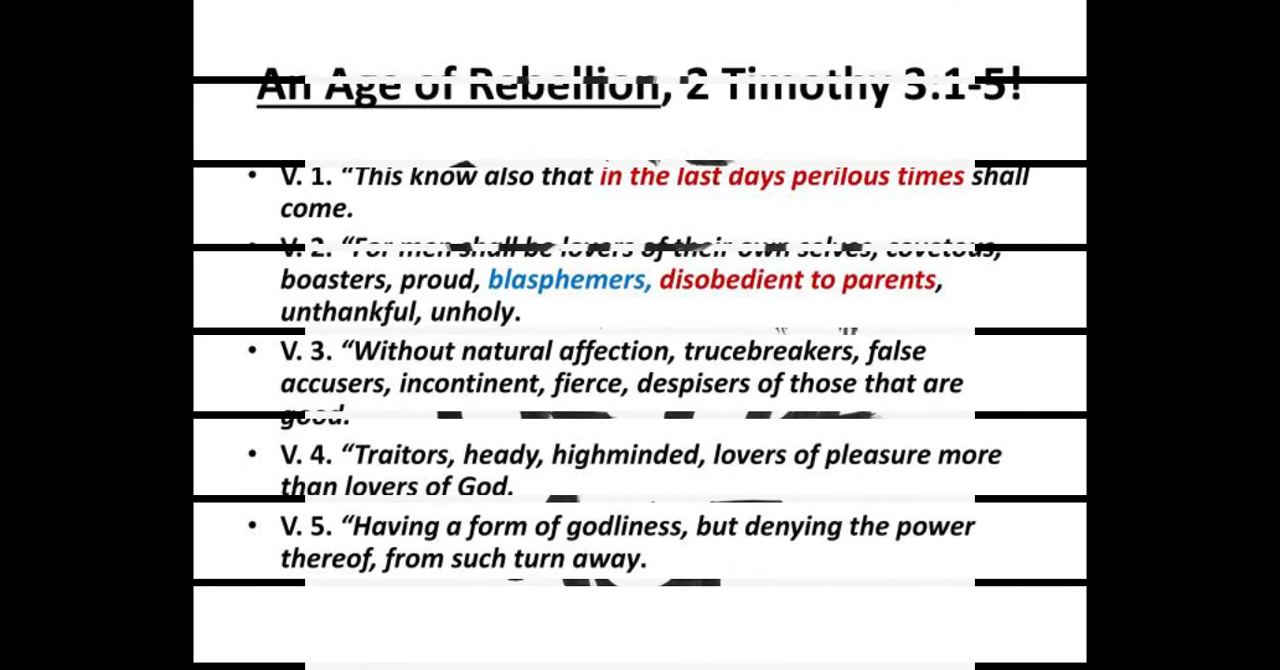 An Age of Rebellion, 2 Timothy 3:1-5!
• V. 1. “This know also that in the last days perilous times shall
come.
• V. 2. “For men shall be lovers of their own selves, covetous,
boasters, proud, blasphemers, disobedient to parents,
unthankful, unholy.
• V. 3. “Without natural affection, trucebreakers, false
accusers, incontinent, fierce, despisers of those that are
good.
• V. 4. “Traitors, heady, highminded, lovers of pleasure more
than lovers of God.
• V. 5. “Having a form of godliness, but denying the power
thereof, from such turn away.